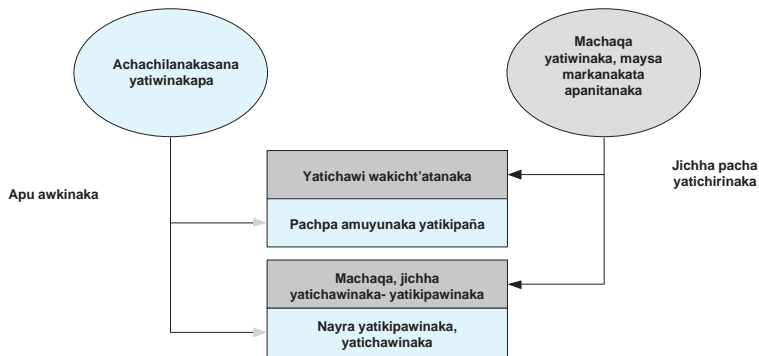 Achachilanakasana
yatiwinakapa
Machaqa
yatiwinaka, maysa
markanakata
apanitanaka
Apu awkinaka
Yatichawi wakicht’atanaka
Pachpa amuyunaka yatikipaña
Jichha pacha
yatichirinaka
Machaqa, jichha
yatichawinaka- yatikipawinaka
Nayra yatikipawinaka,
yatichawinaka